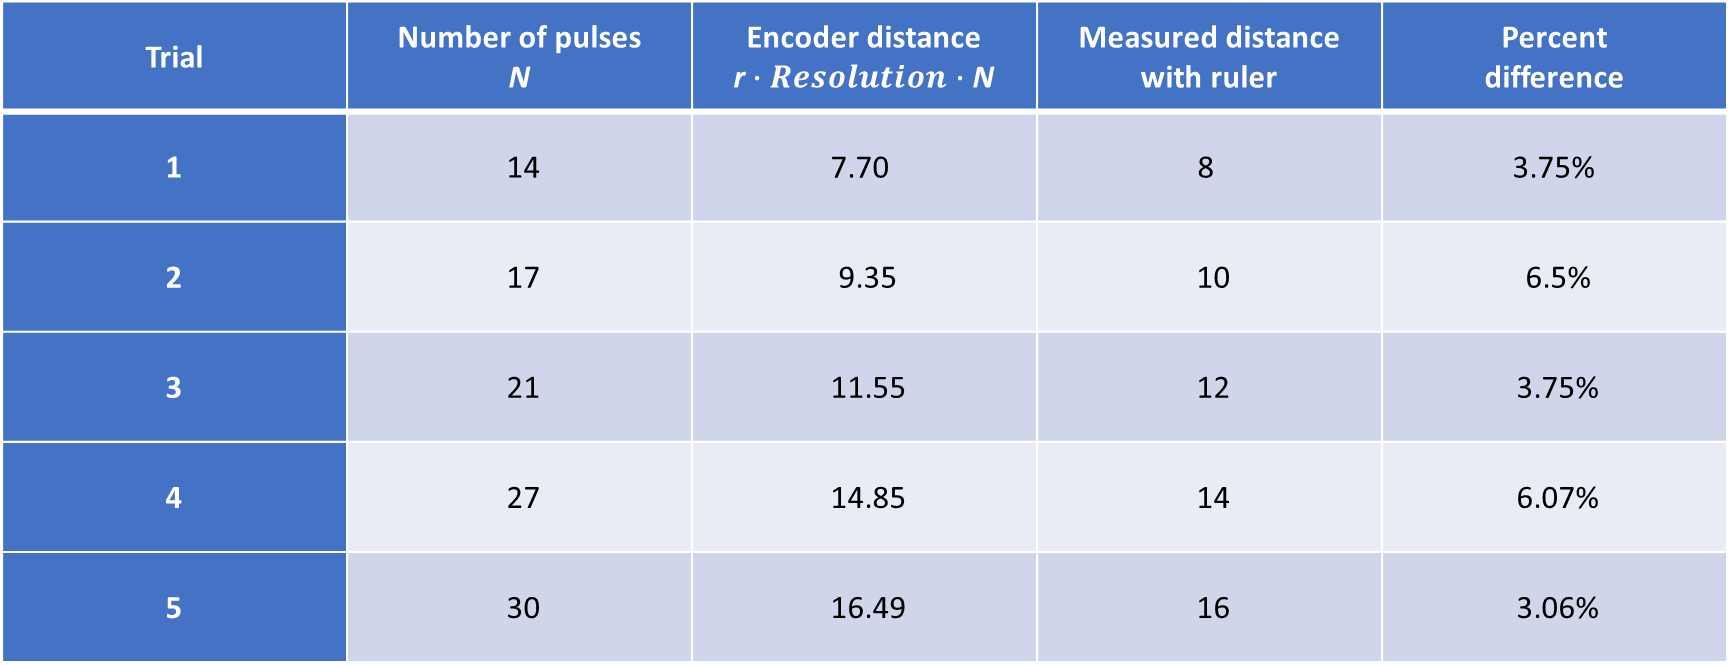 Trial
Number of pulses
N
Encoder distance
r · Resolution · N
Measured distance
with ruler
Percent
difference
1 14 7.70 8 3.75%
2 17 9.35 10 6.5%
3 21 11.55 12 3.75%
4 27 14.85 14 6.07%
5 30 16.49 16 3.06%